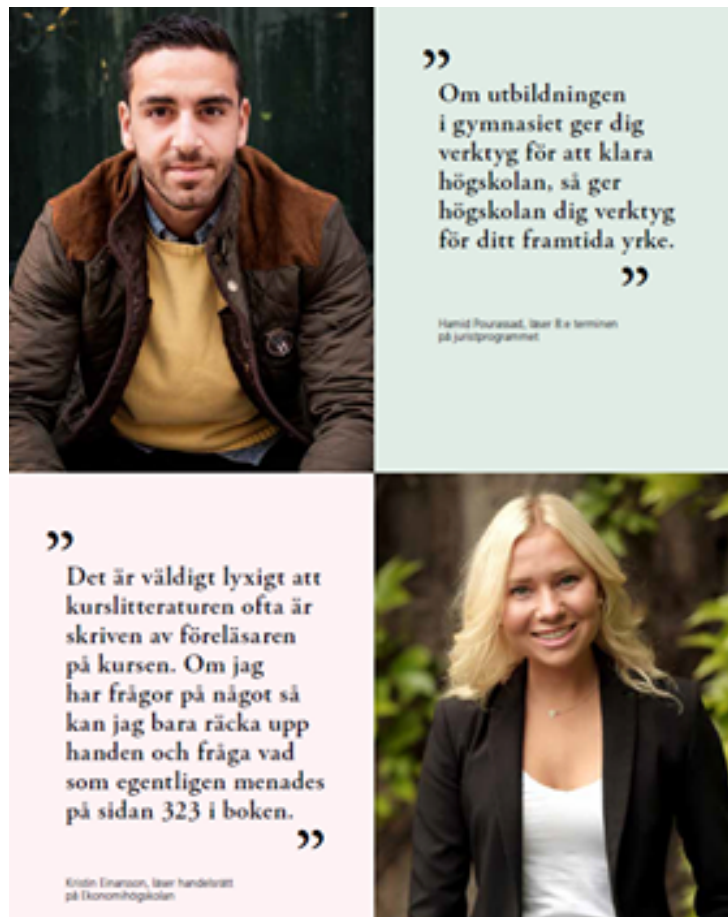 ”
Om utbildningen
i gymnasiet ger dig
verktyg för att klara
högskolan, så ger
högskolan dig verktyg
för ditt framtida yrke.
”
Hamid Pourassad, läser 8:e terminen
på juristprogrammet
”
Det är väldigt lyxigt att
kurslitteraturen ofta är
skriven av föreläsaren
på kursen. Om jag
har frågor på något så
kan jag bara räcka upp
handen och fråga vad
som egentligen menades
på sidan 323 i boken.
”
Kristin Einarsson, läser handelsrätt
på Ekonomihögskolan